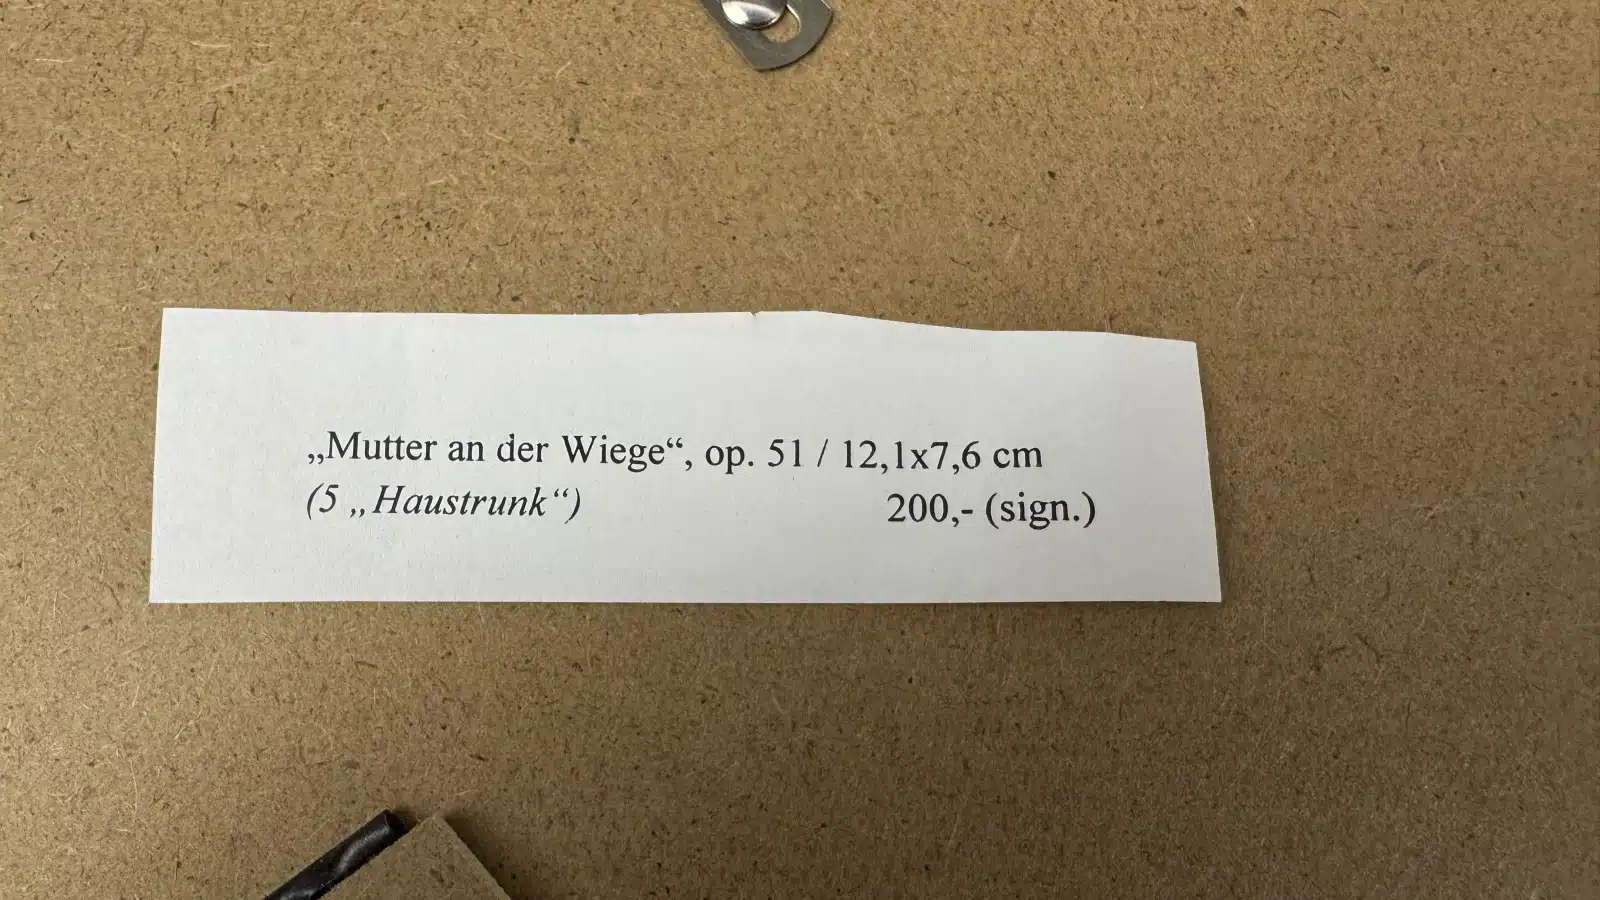 „Mutter an der Wiege“, op. 51 / 12,1x7,6 cm
(5 „Haustrunk“) 200,- (sign.)